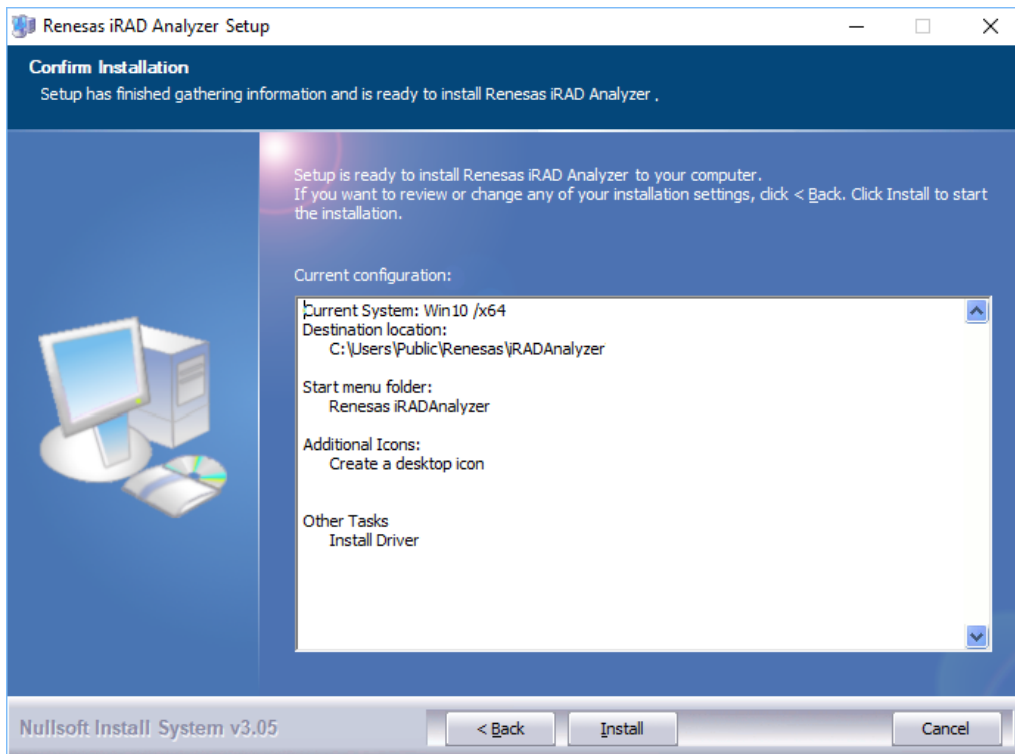 Renesas iRAD Analyzer Setup
Confirm Installation
Setup has finished gathering information and is ready to install Renesas iRAD Analyzer .
Setup is ready to install Renesas iRAD Analyzer to your computer.
If you want to review or change any of your installation settings, click < Back. Click Install to start
the installation.
Current configuration:
Current System: Win10 /x64
Destination location:
C:\Users\Public\Renesas\iRADAnalyzer
Start menu folder:
Renesas iRADAnalyzer
Additional Icons:
Create a desktop icon
Other Tasks
Install Driver
Nullsoft Install System v3.05
< Back
Install
Cancel